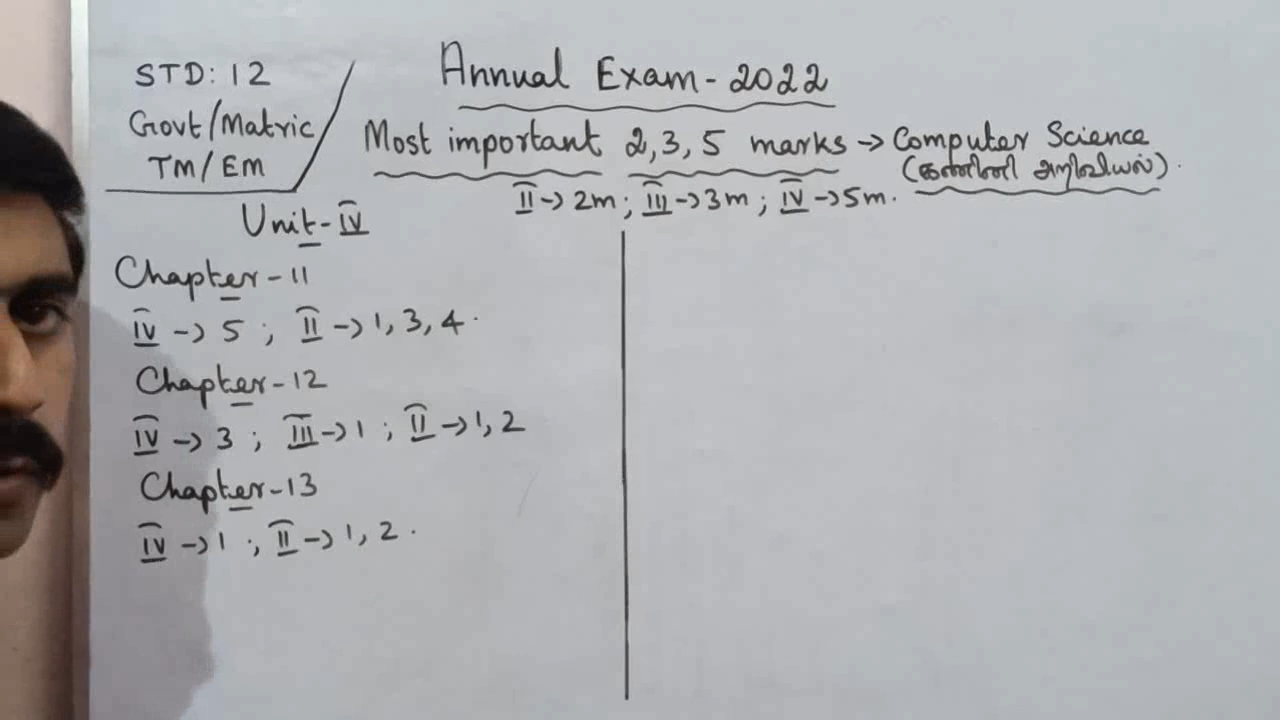 STD: 12
Govt/Matric
TM/EM
Annual Exam - 2022
Most important 2, 3, 5 marks → Computer Science
(கணினி அறிவியல்).
II → 2m ; III → 3m ; IV → 5m.
Unit - IV
Chapter - 11
IV → 5 ; II → 1, 3, 4.
Chapter - 12
IV → 3 ; III → 1 ; II → 1, 2
Chapter - 13
IV → 1 ; II → 1, 2.